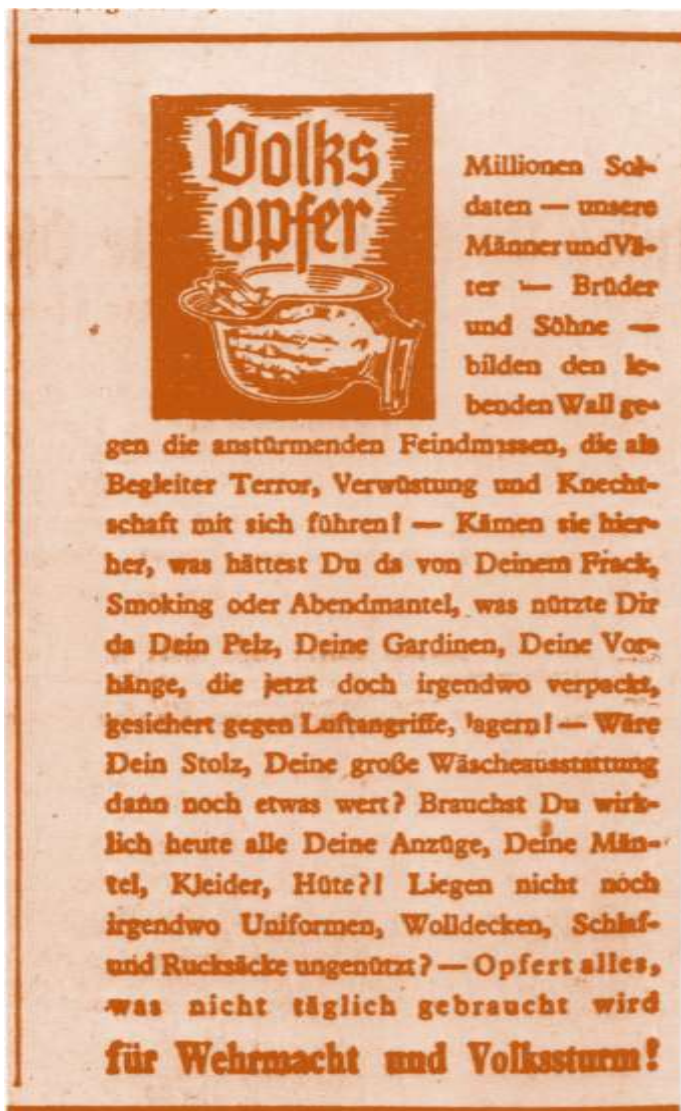 Volks
opfer
Millionen Sol-
daten — unsere
Männer und Vä-
ter — Brüder
und Söhne —
bilden den le-
benden Wall ge-
gen die anstürmenden Feindmassen, die als
Begleiter Terror, Verwüstung und Knecht-
schaft mit sich führen! — Kämen sie hier-
her, was hättest Du da von Deinem Frack,
Smoking oder Abendmantel, was nützte Dir
da Dein Pelz, Deine Gardinen, Deine Vor-
hänge, die jetzt doch irgendwo verpackt,
gesichert gegen Luftangriffe, lagern! — Wäre
Dein Stolz, Deine große Wäscheausstattung
dann noch etwas wert? Brauchst Du wirk-
lich heute alle Deine Anzüge, Deine Män-
tel, Kleider, Hüte?! Liegen nicht noch
irgendwo Uniformen, Wolldecken, Schlaf-
und Rucksäcke ungenützt? — Opfert alles,
was nicht täglich gebraucht wird
für Wehrmacht und Volkssturm!